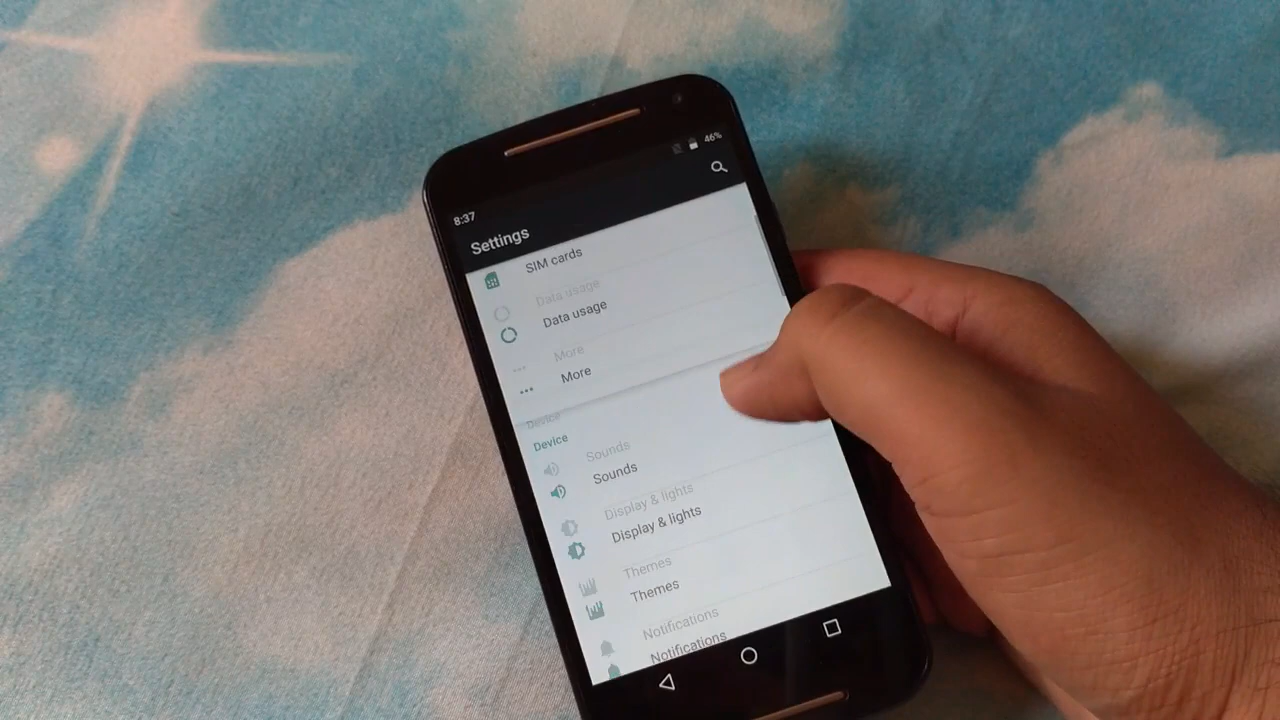 46%
8:37
Settings
SIM cards
Data usage
Data usage
More
More
Device
Device
Sounds
Sounds
Display & lights
Display & lights
Themes
Themes
Notifications
Notifications